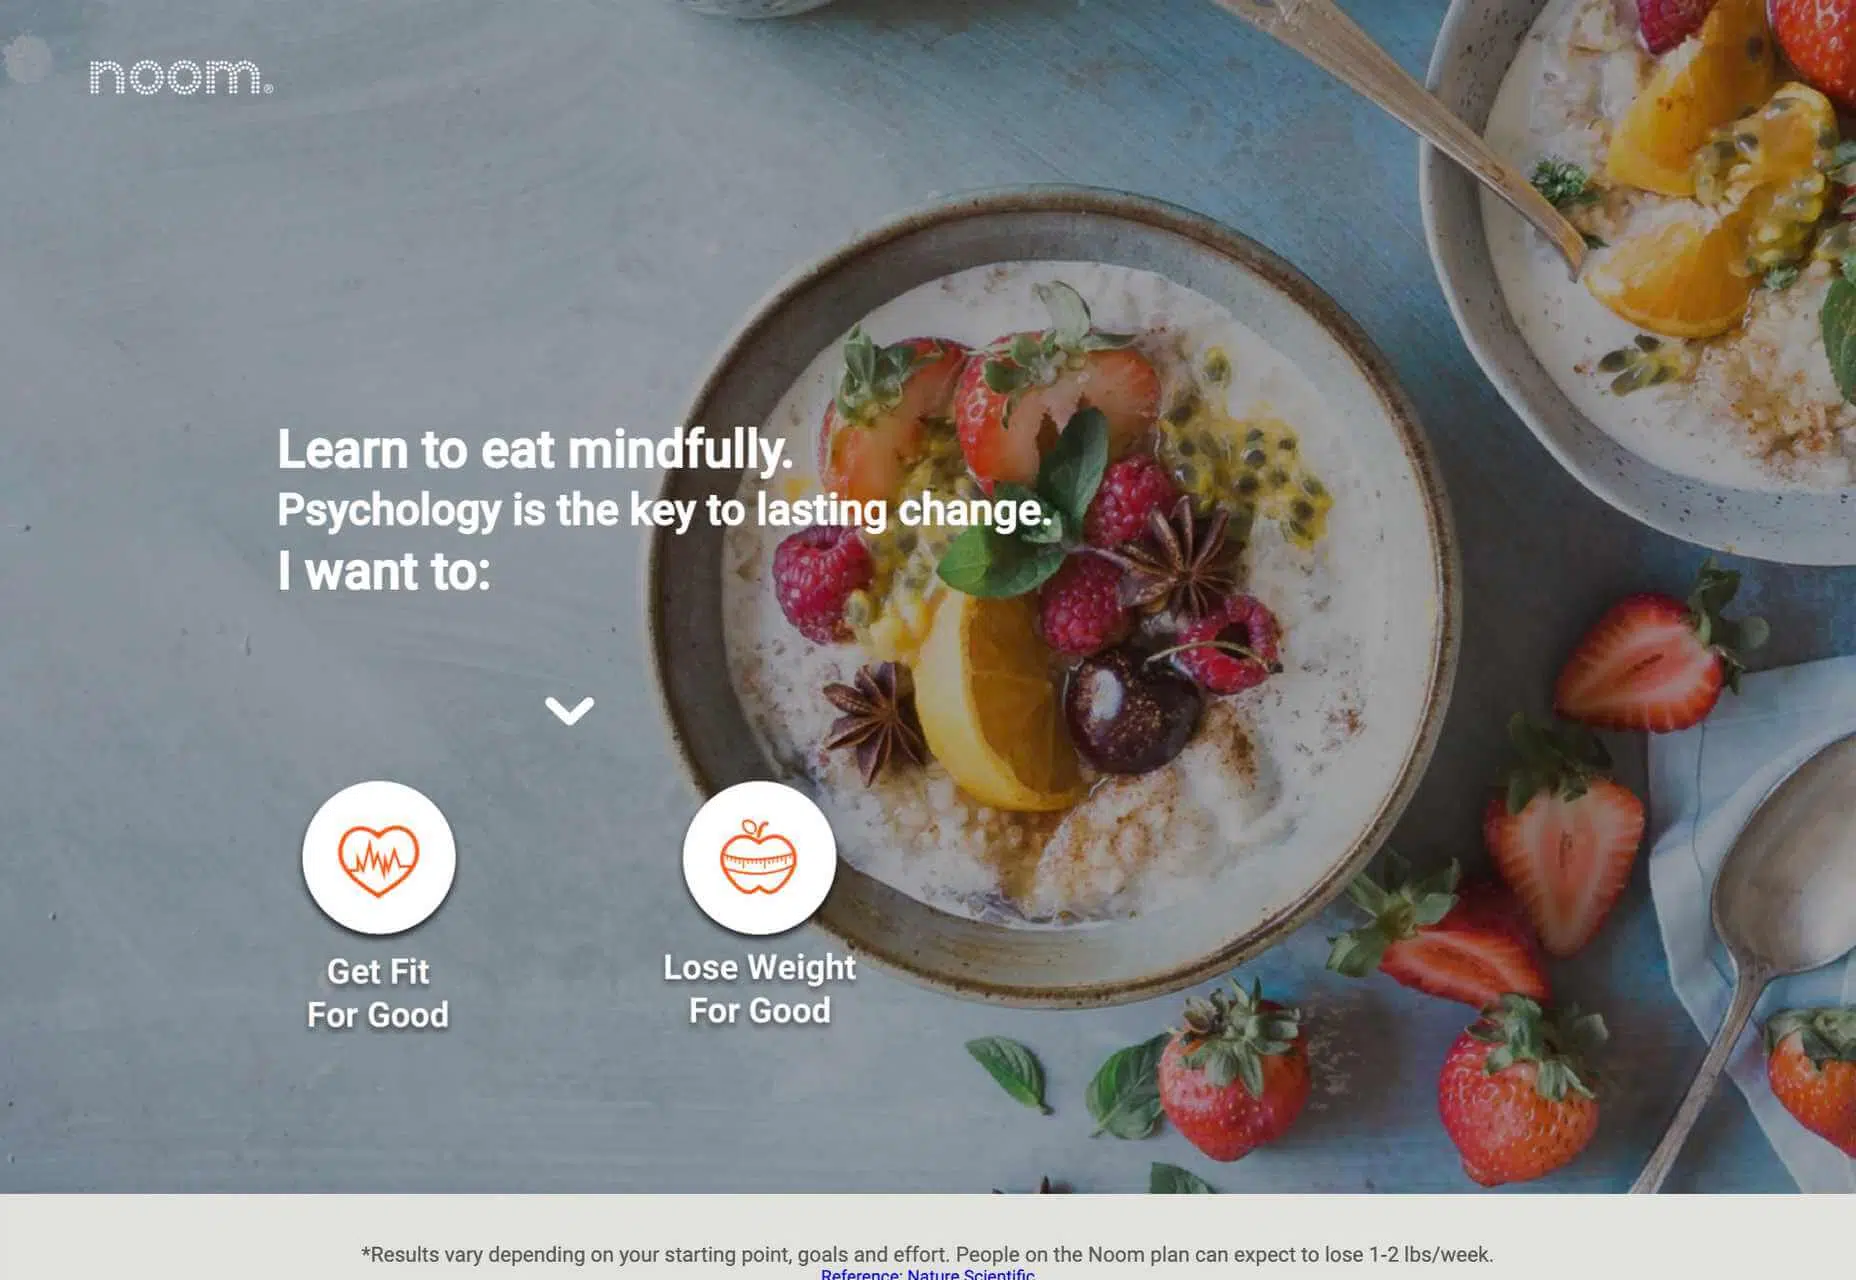 noom®
Learn to eat mindfully.
Psychology is the key to lasting change.
I want to:
Get Fit
For Good
Lose Weight
For Good
*Results vary depending on your starting point, goals and effort. People on the Noom plan can expect to lose 1-2 lbs/week.
Reference: Nature Scientific